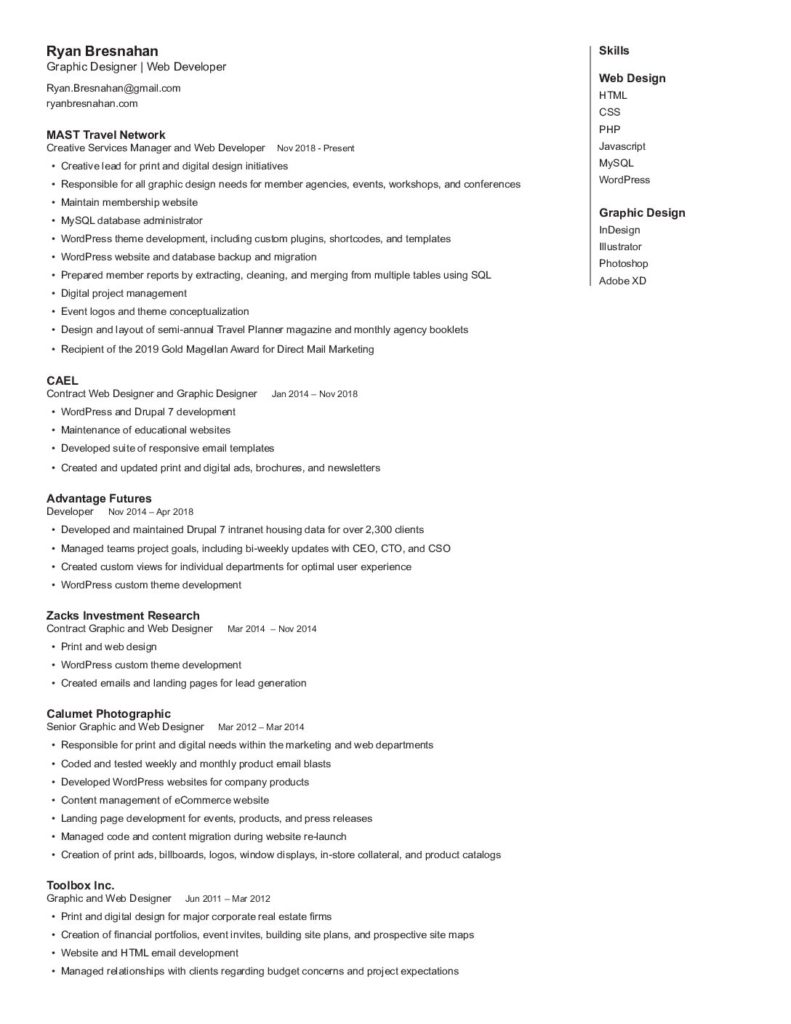 Ryan Bresnahan
Graphic Designer | Web Developer
Ryan.Bresnahan@gmail.com
ryanbresnahan.com
MAST Travel Network
Creative Services Manager and Web Developer Nov 2018 - Present
• Creative lead for print and digital design initiatives
• Responsible for all graphic design needs for member agencies, events, workshops, and conferences
• Maintain membership website
• MySQL database administrator
• WordPress theme development, including custom plugins, shortcodes, and templates
• WordPress website and database backup and migration
• Prepared member reports by extracting, cleaning, and merging from multiple tables using SQL
• Digital project management
• Event logos and theme conceptualization
• Design and layout of semi-annual Travel Planner magazine and monthly agency booklets
• Recipient of the 2019 Gold Magellan Award for Direct Mail Marketing
CAEL
Contract Web Designer and Graphic Designer Jan 2014 – Nov 2018
• WordPress and Drupal 7 development
• Maintenance of educational websites
• Developed suite of responsive email templates
• Created and updated print and digital ads, brochures, and newsletters
Advantage Futures
Developer Nov 2014 – Apr 2018
• Developed and maintained Drupal 7 intranet housing data for over 2,300 clients
• Managed teams project goals, including bi-weekly updates with CEO, CTO, and CSO
• Created custom views for individual departments for optimal user experience
• WordPress custom theme development
Zacks Investment Research
Contract Graphic and Web Designer Mar 2014 – Nov 2014
• Print and web design
• WordPress custom theme development
• Created emails and landing pages for lead generation
Calumet Photographic
Senior Graphic and Web Designer Mar 2012 – Mar 2014
• Responsible for print and digital needs within the marketing and web departments
• Coded and tested weekly and monthly product email blasts
• Developed WordPress websites for company products
• Content management of eCommerce website
• Landing page development for events, products, and press releases
• Managed code and content migration during website re-launch
• Creation of print ads, billboards, logos, window displays, in-store collateral, and product catalogs
Toolbox Inc.
Graphic and Web Designer Jun 2011 – Mar 2012
• Print and digital design for major corporate real estate firms
• Creation of financial portfolios, event invites, building site plans, and prospective site maps
• Website and HTML email development
• Managed relationships with clients regarding budget concerns and project expectations
Skills
Web Design
HTML
CSS
PHP
Javascript
MySQL
WordPress
Graphic Design
InDesign
Illustrator
Photoshop
Adobe XD